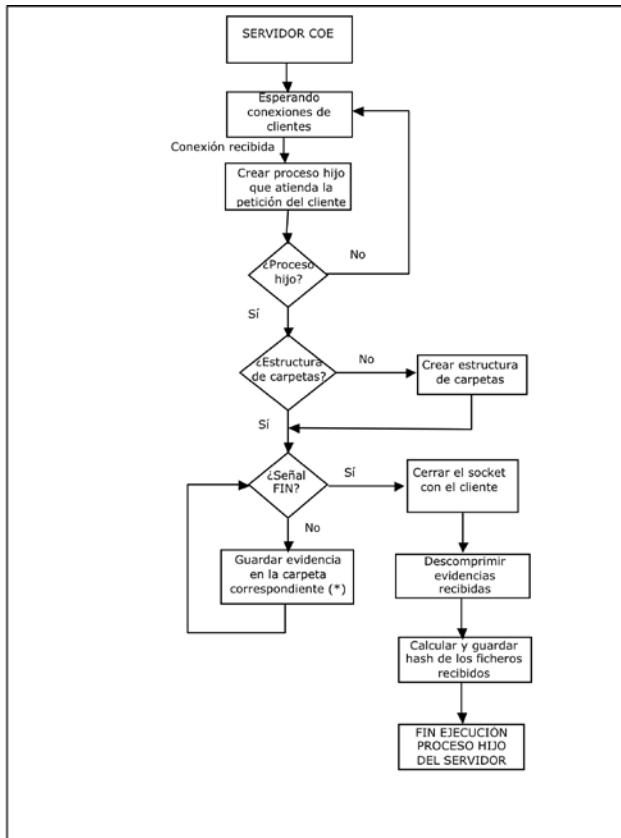 SERVIDOR COE
Esperando
conexiones de
clientes
Conexión recibida
Crear proceso hijo
que atienda la
petición del cliente
¿Proceso
hijo?
No
Sí
¿Estructura
de carpetas?
No
Crear estructura
de carpetas
Sí
¿Señal
FIN?
Sí
Cerrar el socket
con el cliente
No
Guardar evidencia
en la carpeta
correspondiente (*)
Descomprimir
evidencias
recibidas
Calcular y guardar
hash de los ficheros
recibidos
FIN EJECUCIÓN
PROCESO HIJO
DEL SERVIDOR